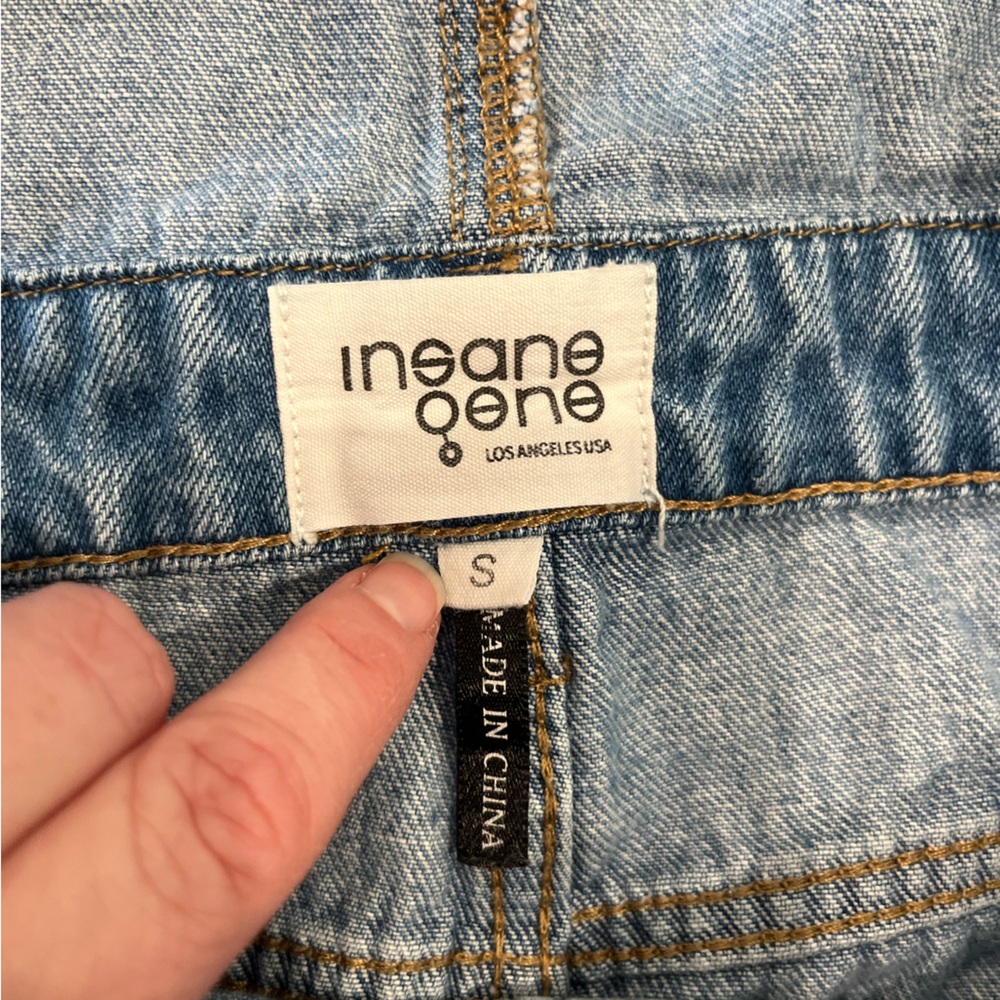 insane
gene
LOS ANGELES USA
S
MADE IN CHINA